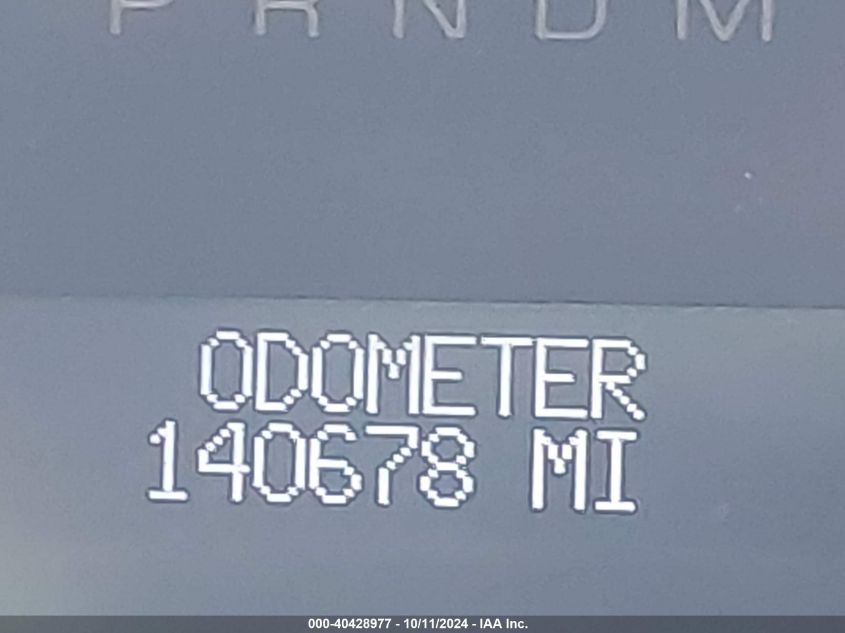 P R N D M
ODOMETER
140678 MI
000-40428977 - 10/11/2024 - IAA Inc.